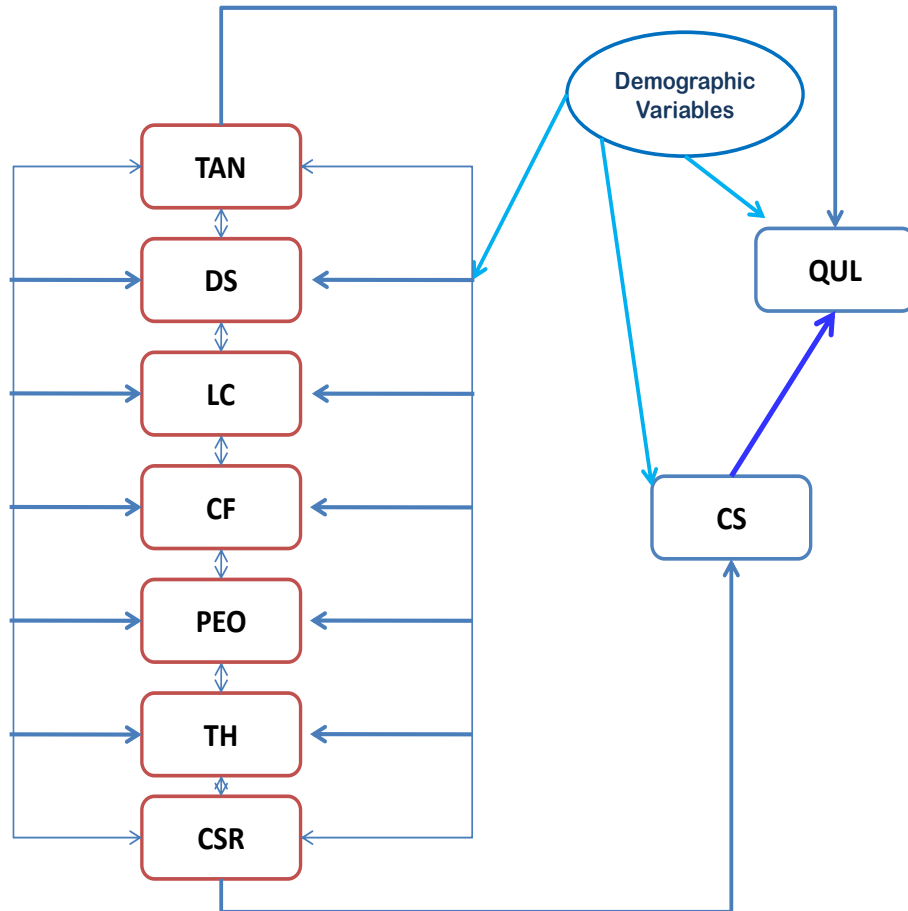 Demographic
Variables
TAN
DS
QUL
LC
CF
CS
PEO
TH
CSR